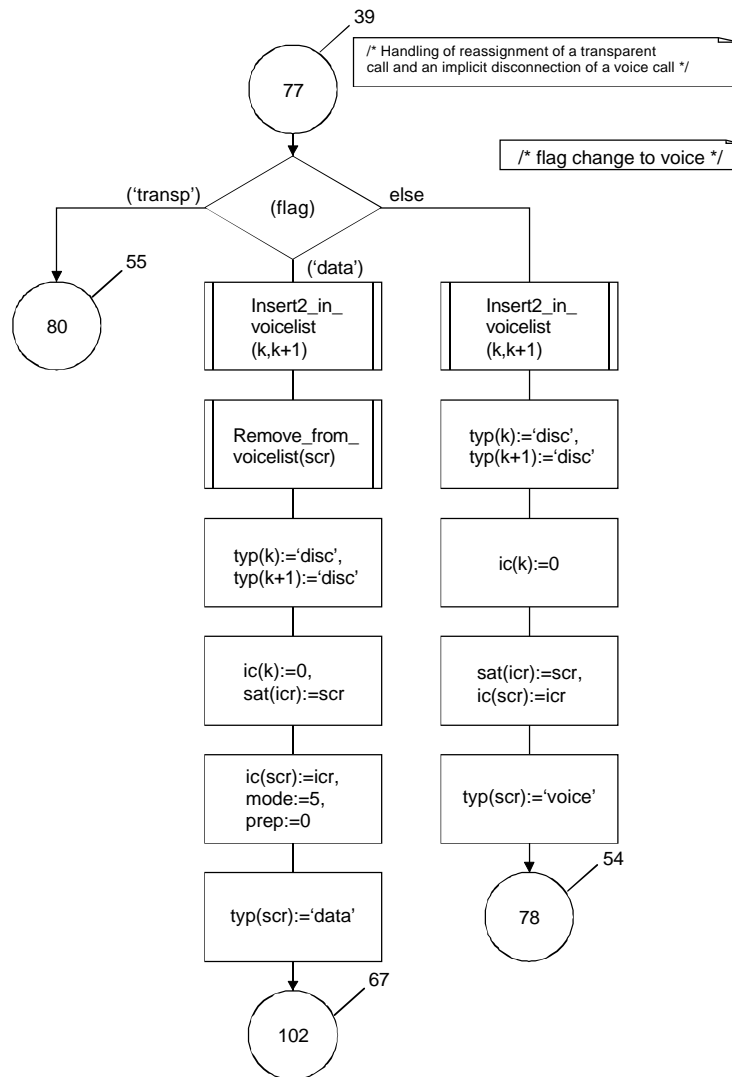 39
/* Handling of reassignment of a transparent
call and an implicit disconnection of a voice call */
77
/* flag change to voice */
(‘transp’)
(flag)
else
(‘data’)
55
80
Insert2_in_
voicelist
(k,k+1)
Insert2_in_
voicelist
(k,k+1)
Remove_from_
voicelist(scr)
typ(k):=‘disc’,
typ(k+1):=‘disc’
typ(k):=‘disc’,
typ(k+1):=‘disc’
ic(k):=0
ic(k):=0,
sat(icr):=scr
sat(icr):=scr,
ic(scr):=icr
ic(scr):=icr,
mode:=5,
prep:=0
typ(scr):=‘voice’
typ(scr):=‘data’
54
78
67
102